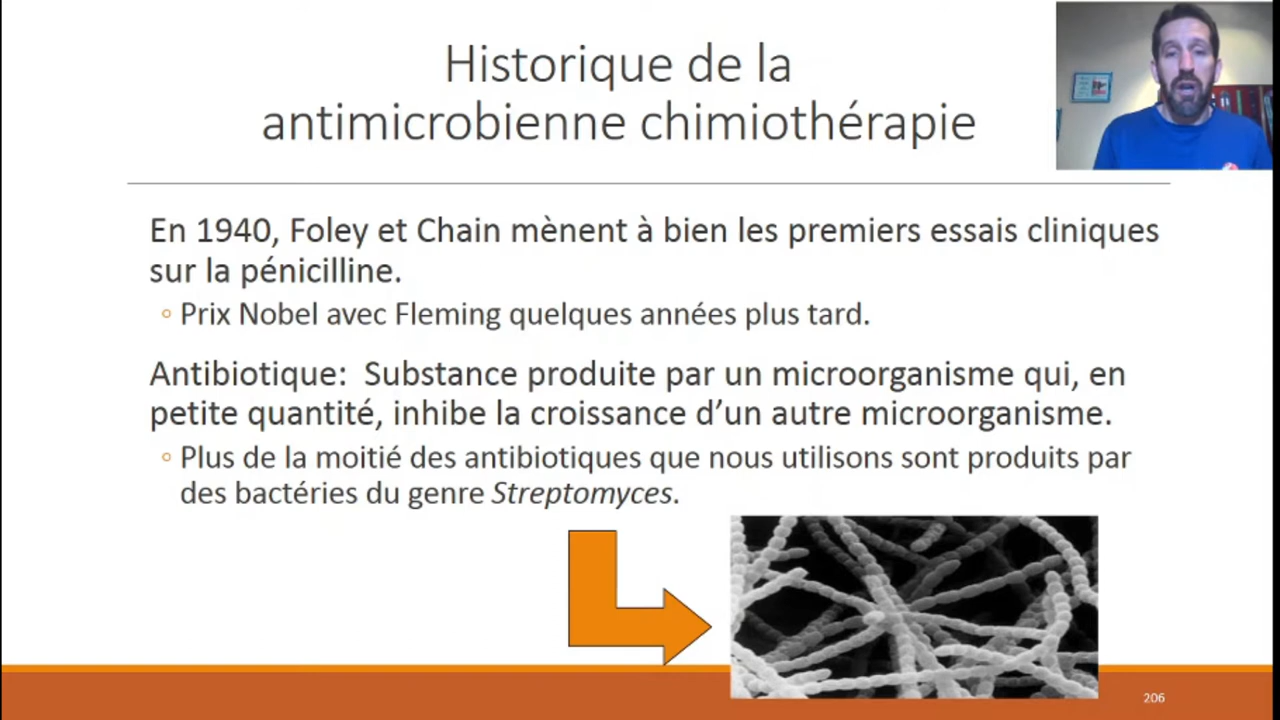 Historique de la
antimicrobienne chimiothérapie
En 1940, Foley et Chain mènent à bien les premiers essais cliniques
sur la pénicilline.
◦ Prix Nobel avec Fleming quelques années plus tard.
Antibiotique:  Substance produite par un microorganisme qui, en
petite quantité, inhibe la croissance d’un autre microorganisme.
◦ Plus de la moitié des antibiotiques que nous utilisons sont produits par
des bactéries du genre Streptomyces.
206